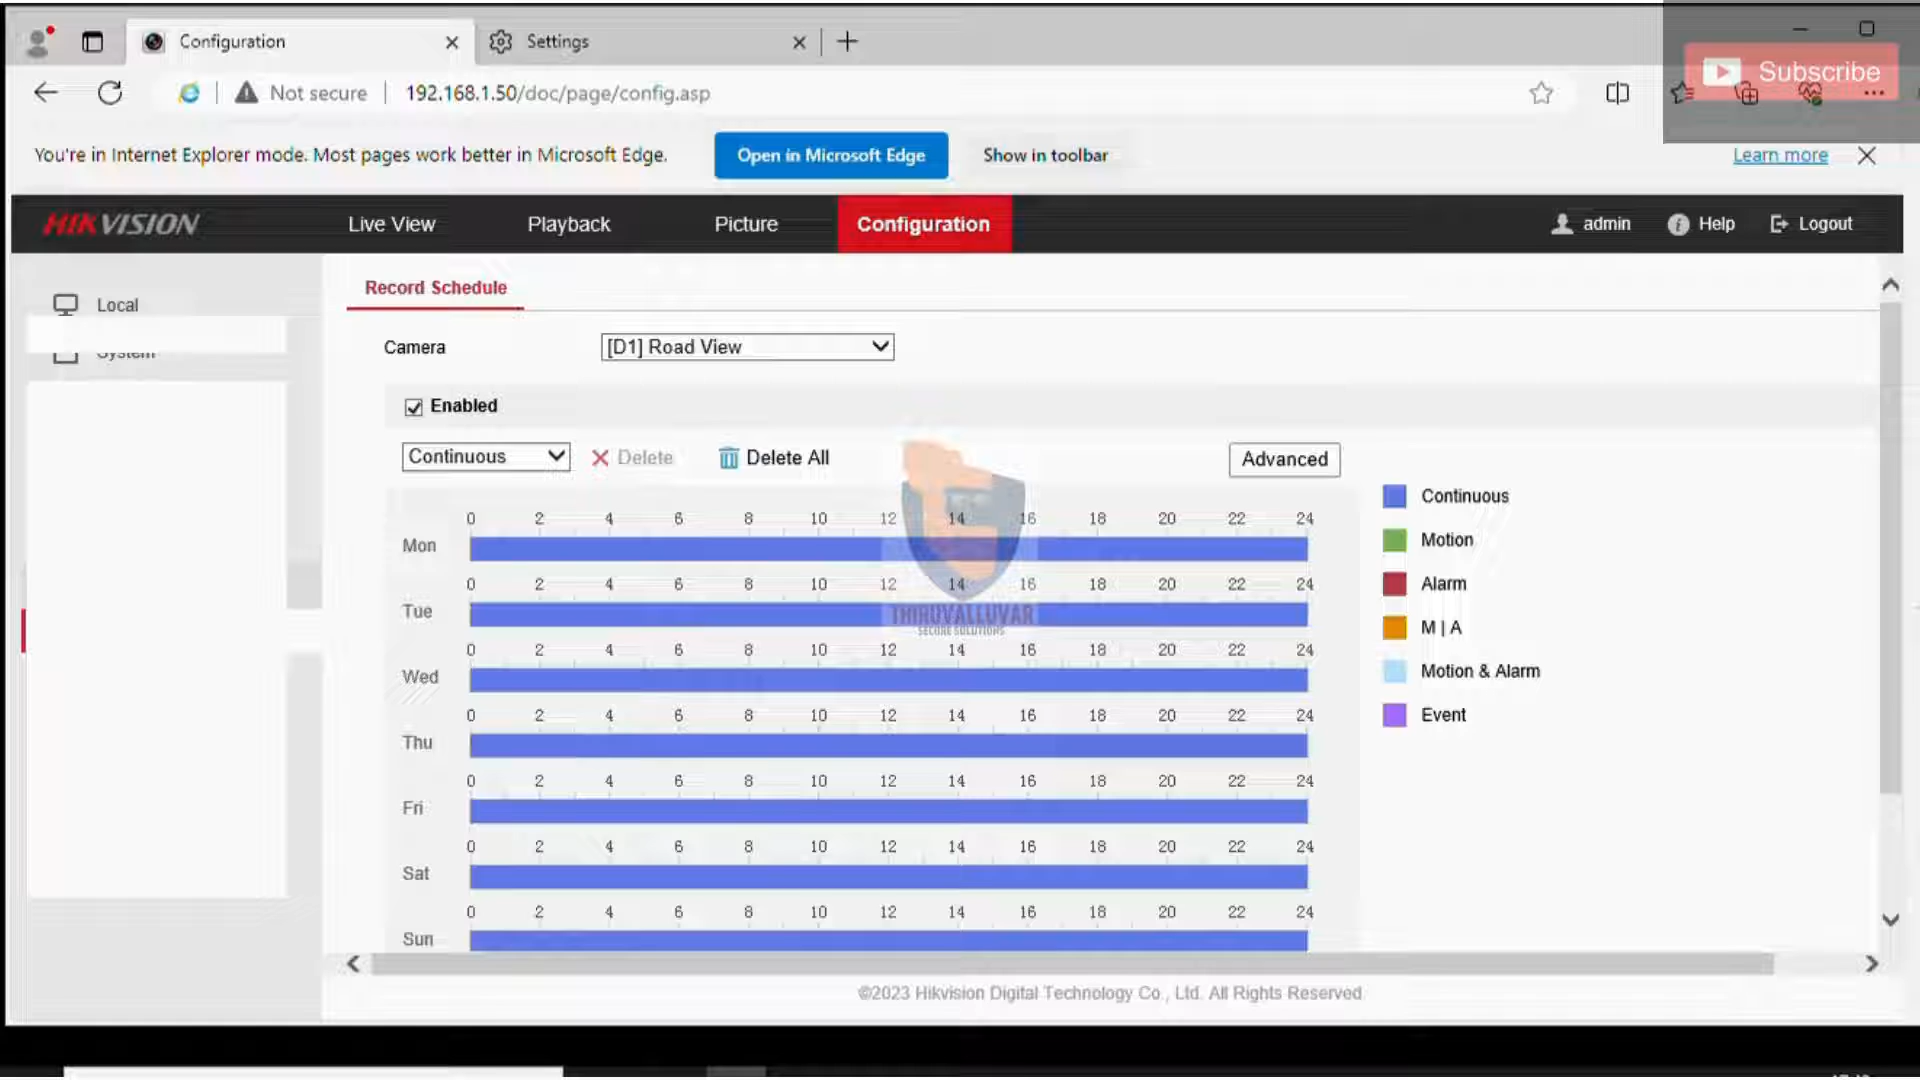 Configuration
Settings
Subscribe
Not secure
192.168.1.50/doc/page/config.asp
You're in Internet Explorer mode. Most pages work better in Microsoft Edge.
Open in Microsoft Edge
Show in toolbar
Learn more
HIKVISION
Live View
Playback
Picture
Configuration
admin
Help
Logout
Local
System
Record Schedule
Camera
[D1] Road View
Enabled
Continuous
Delete
Delete All
Advanced
0 2 4 6 8 10 12 14 16 18 20 22 24
Mon
0 2 4 6 8 10 12 14 16 18 20 22 24
Tue
0 2 4 6 8 10 12 14 16 18 20 22 24
Wed
0 2 4 6 8 10 12 14 16 18 20 22 24
Thu
0 2 4 6 8 10 12 14 16 18 20 22 24
Fri
0 2 4 6 8 10 12 14 16 18 20 22 24
Sat
0 2 4 6 8 10 12 14 16 18 20 22 24
Sun
Continuous
Motion
Alarm
M | A
Motion & Alarm
Event
THIRUVALLUVAR
SECURE SOLUTIONS
©2023 Hikvision Digital Technology Co., Ltd. All Rights Reserved